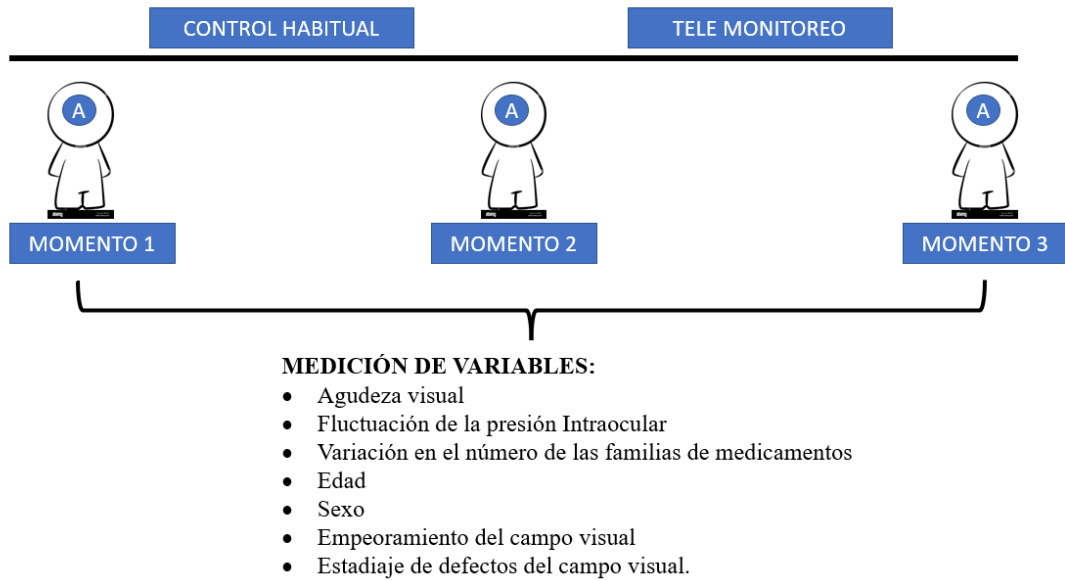 CONTROL HABITUAL
TELE MONITOREO
A
A
A
MOMENTO 1
MOMENTO 2
MOMENTO 3
MEDICIÓN DE VARIABLES:
• Agudeza visual
• Fluctuación de la presión Intraocular
• Variación en el número de las familias de medicamentos
• Edad
• Sexo
• Empeoramiento del campo visual
• Estadiaje de defectos del campo visual.